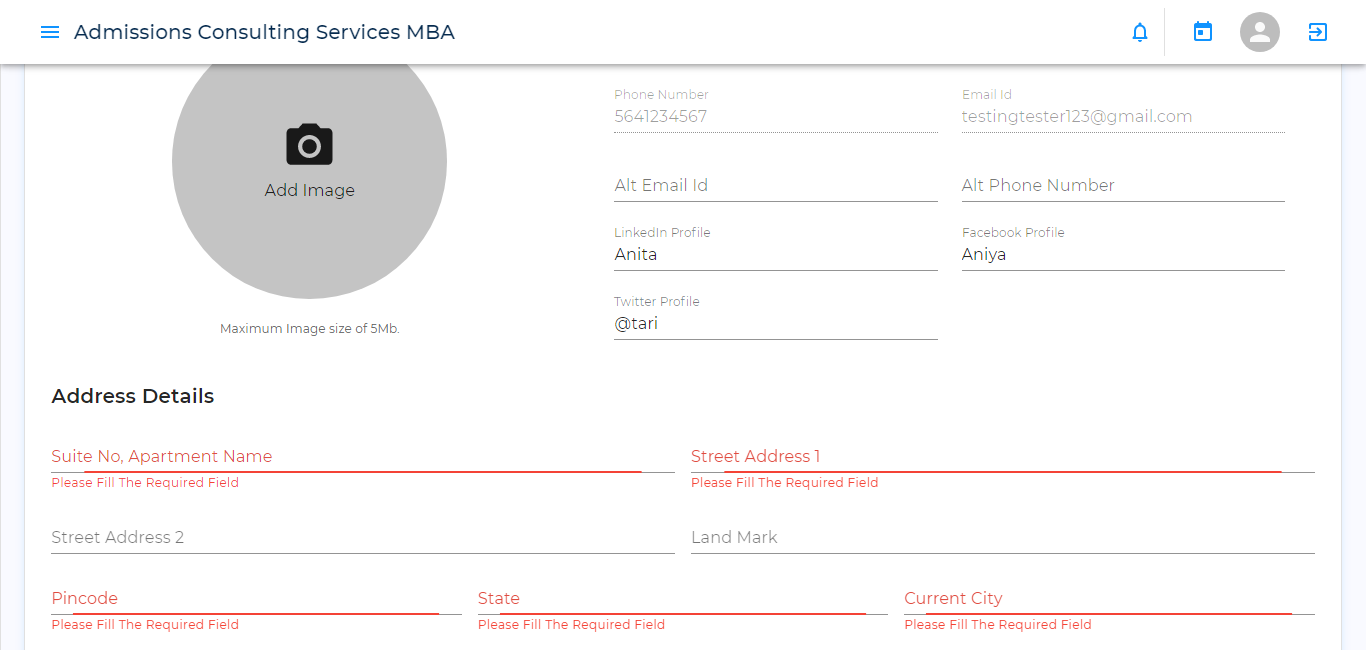 Admissions Consulting Services MBA
Phone Number
Email Id
5641234567
testingtester123@gmail.com
Add Image
Alt Email Id
Alt Phone Number
LinkedIn Profile
Facebook Profile
Anita
Aniya
Twitter Profile
@tari
Maximum Image size of 5Mb.
Address Details
Suite No, Apartment Name
Street Address 1
Please Fill The Required Field
Please Fill The Required Field
Street Address 2
Land Mark
Pincode
State
Current City
Please Fill The Required Field
Please Fill The Required Field
Please Fill The Required Field